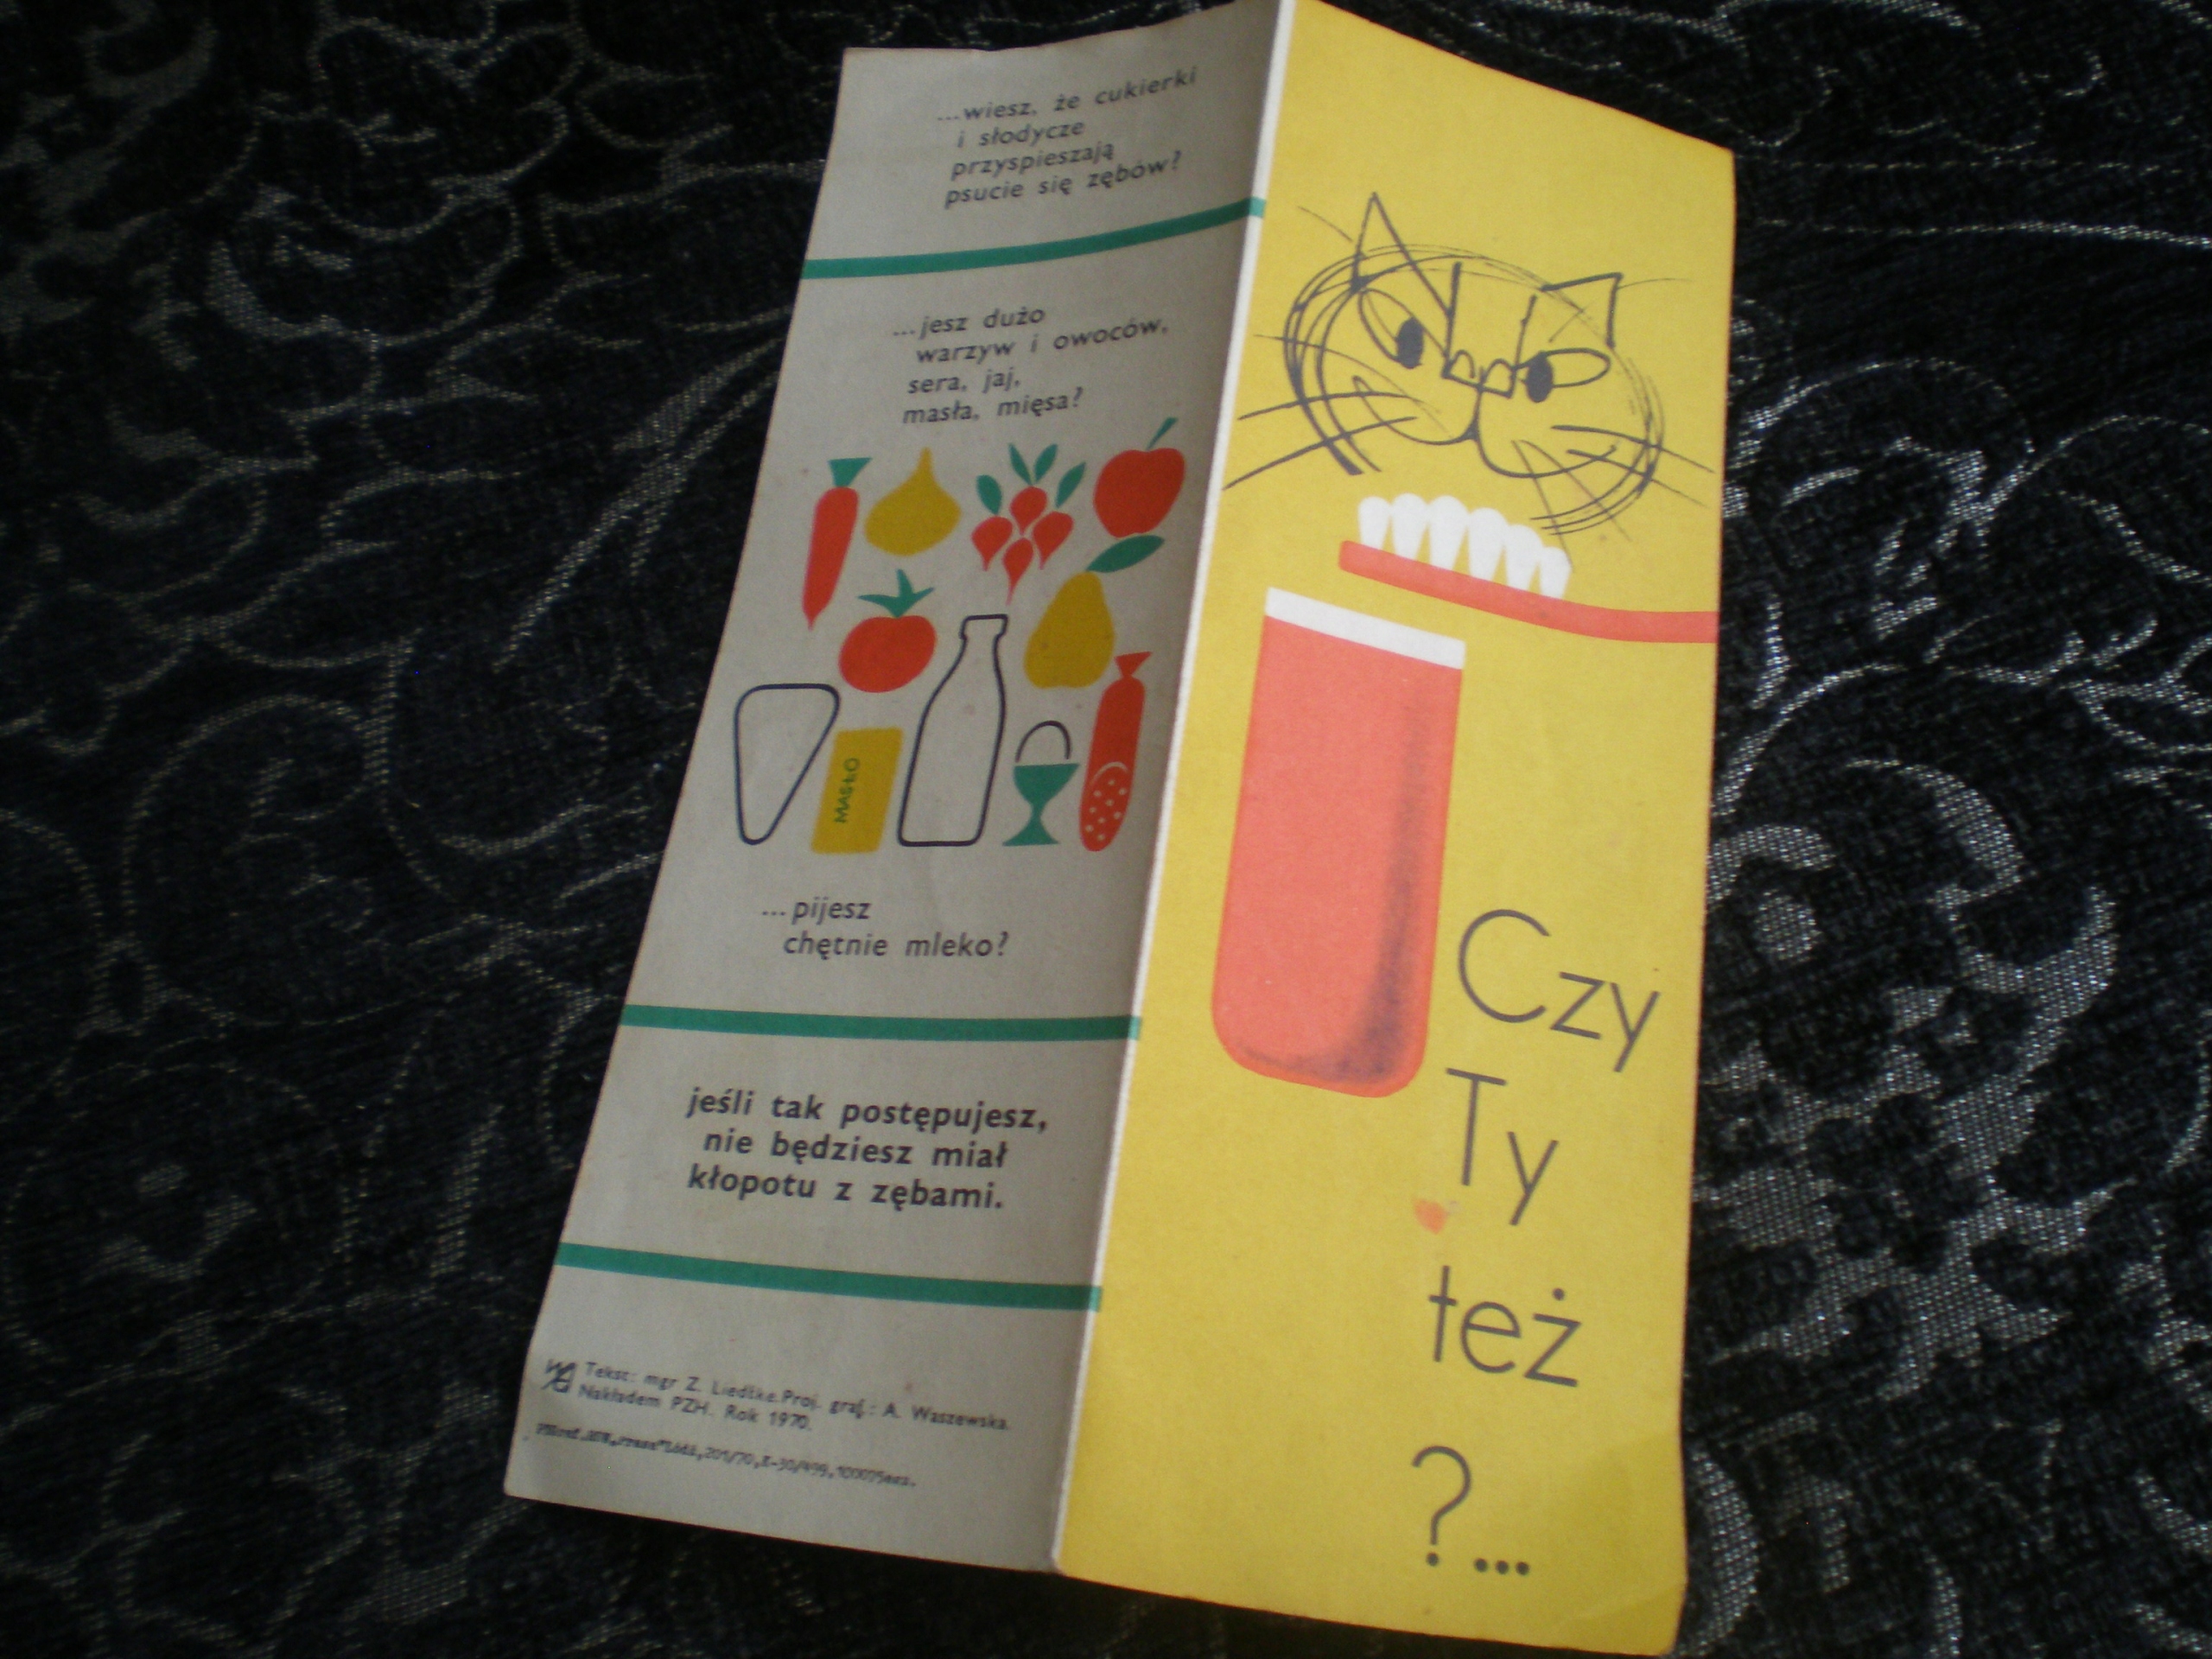 ...wiesz, że cukierki
i słodycze
przyspieszają
psucie się zębów?
...jesz dużo
warzyw i owoców,
sera, jaj,
masła, mięsa?
MASŁO
...pijesz
chętnie mleko?
jeśli tak postępujesz,
nie będziesz miał
kłopotu z zębami.
Tekst: mgr Z. Liedtke. Proj. graf.: A. Waszewska.
Nakładem PZH. Rok 1970.
201/70,
Czy
Ty
też
?...